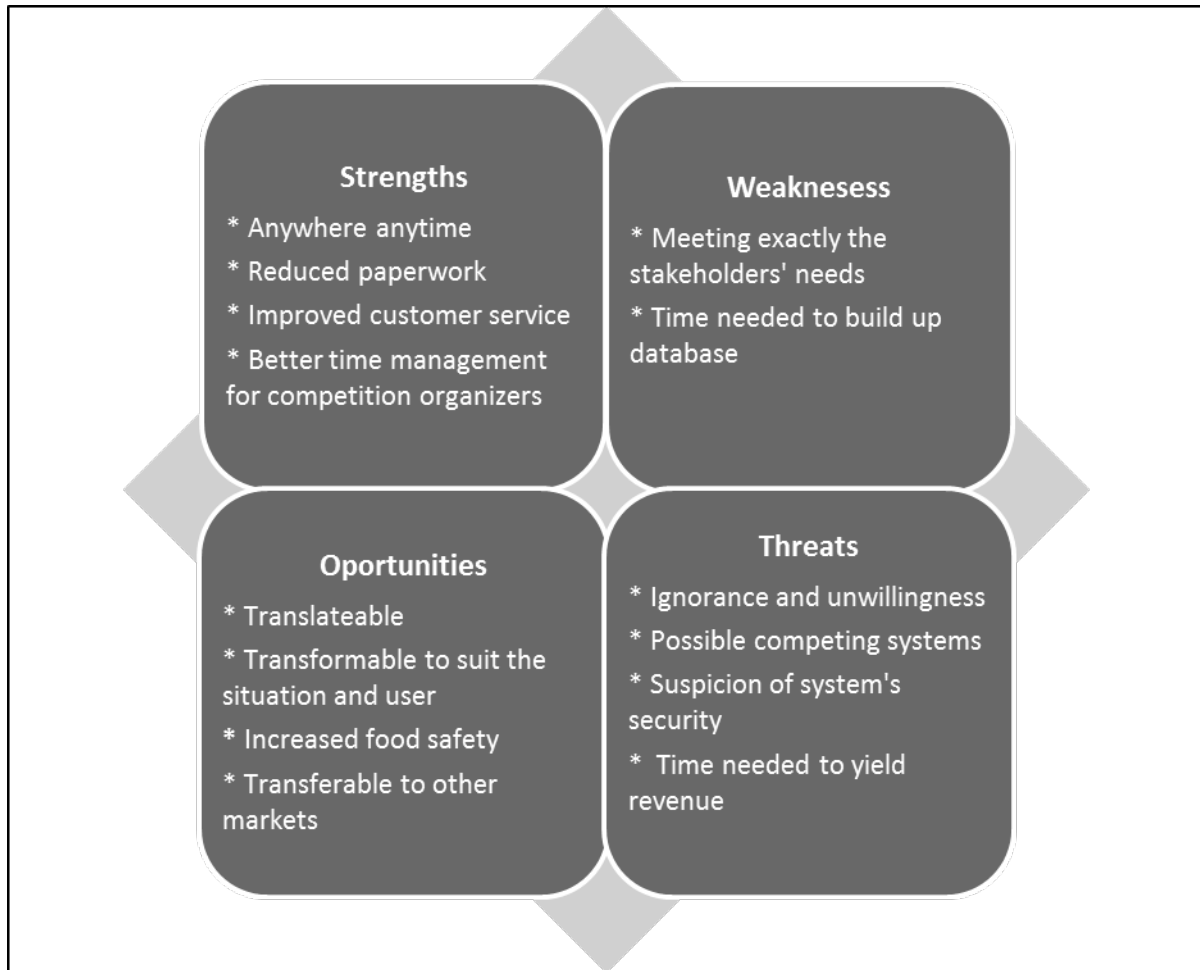 Strengths
* Anywhere anytime
* Reduced paperwork
* Improved customer service
* Better time management
for competition organizers
Weaknesess
* Meeting exactly the
stakeholders' needs
* Time needed to build up
database
Oportunities
* Translateable
* Transformable to suit the
situation and user
* Increased food safety
* Transferable to other
markets
Threats
* Ignorance and unwillingness
* Possible competing systems
* Suspicion of system's
security
* Time needed to yield
revenue